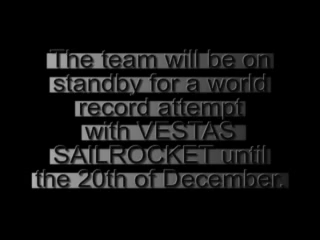 The team will be on
standby for a world
record attempt
with VESTAS
SAILROCKET until
the 20th of December.